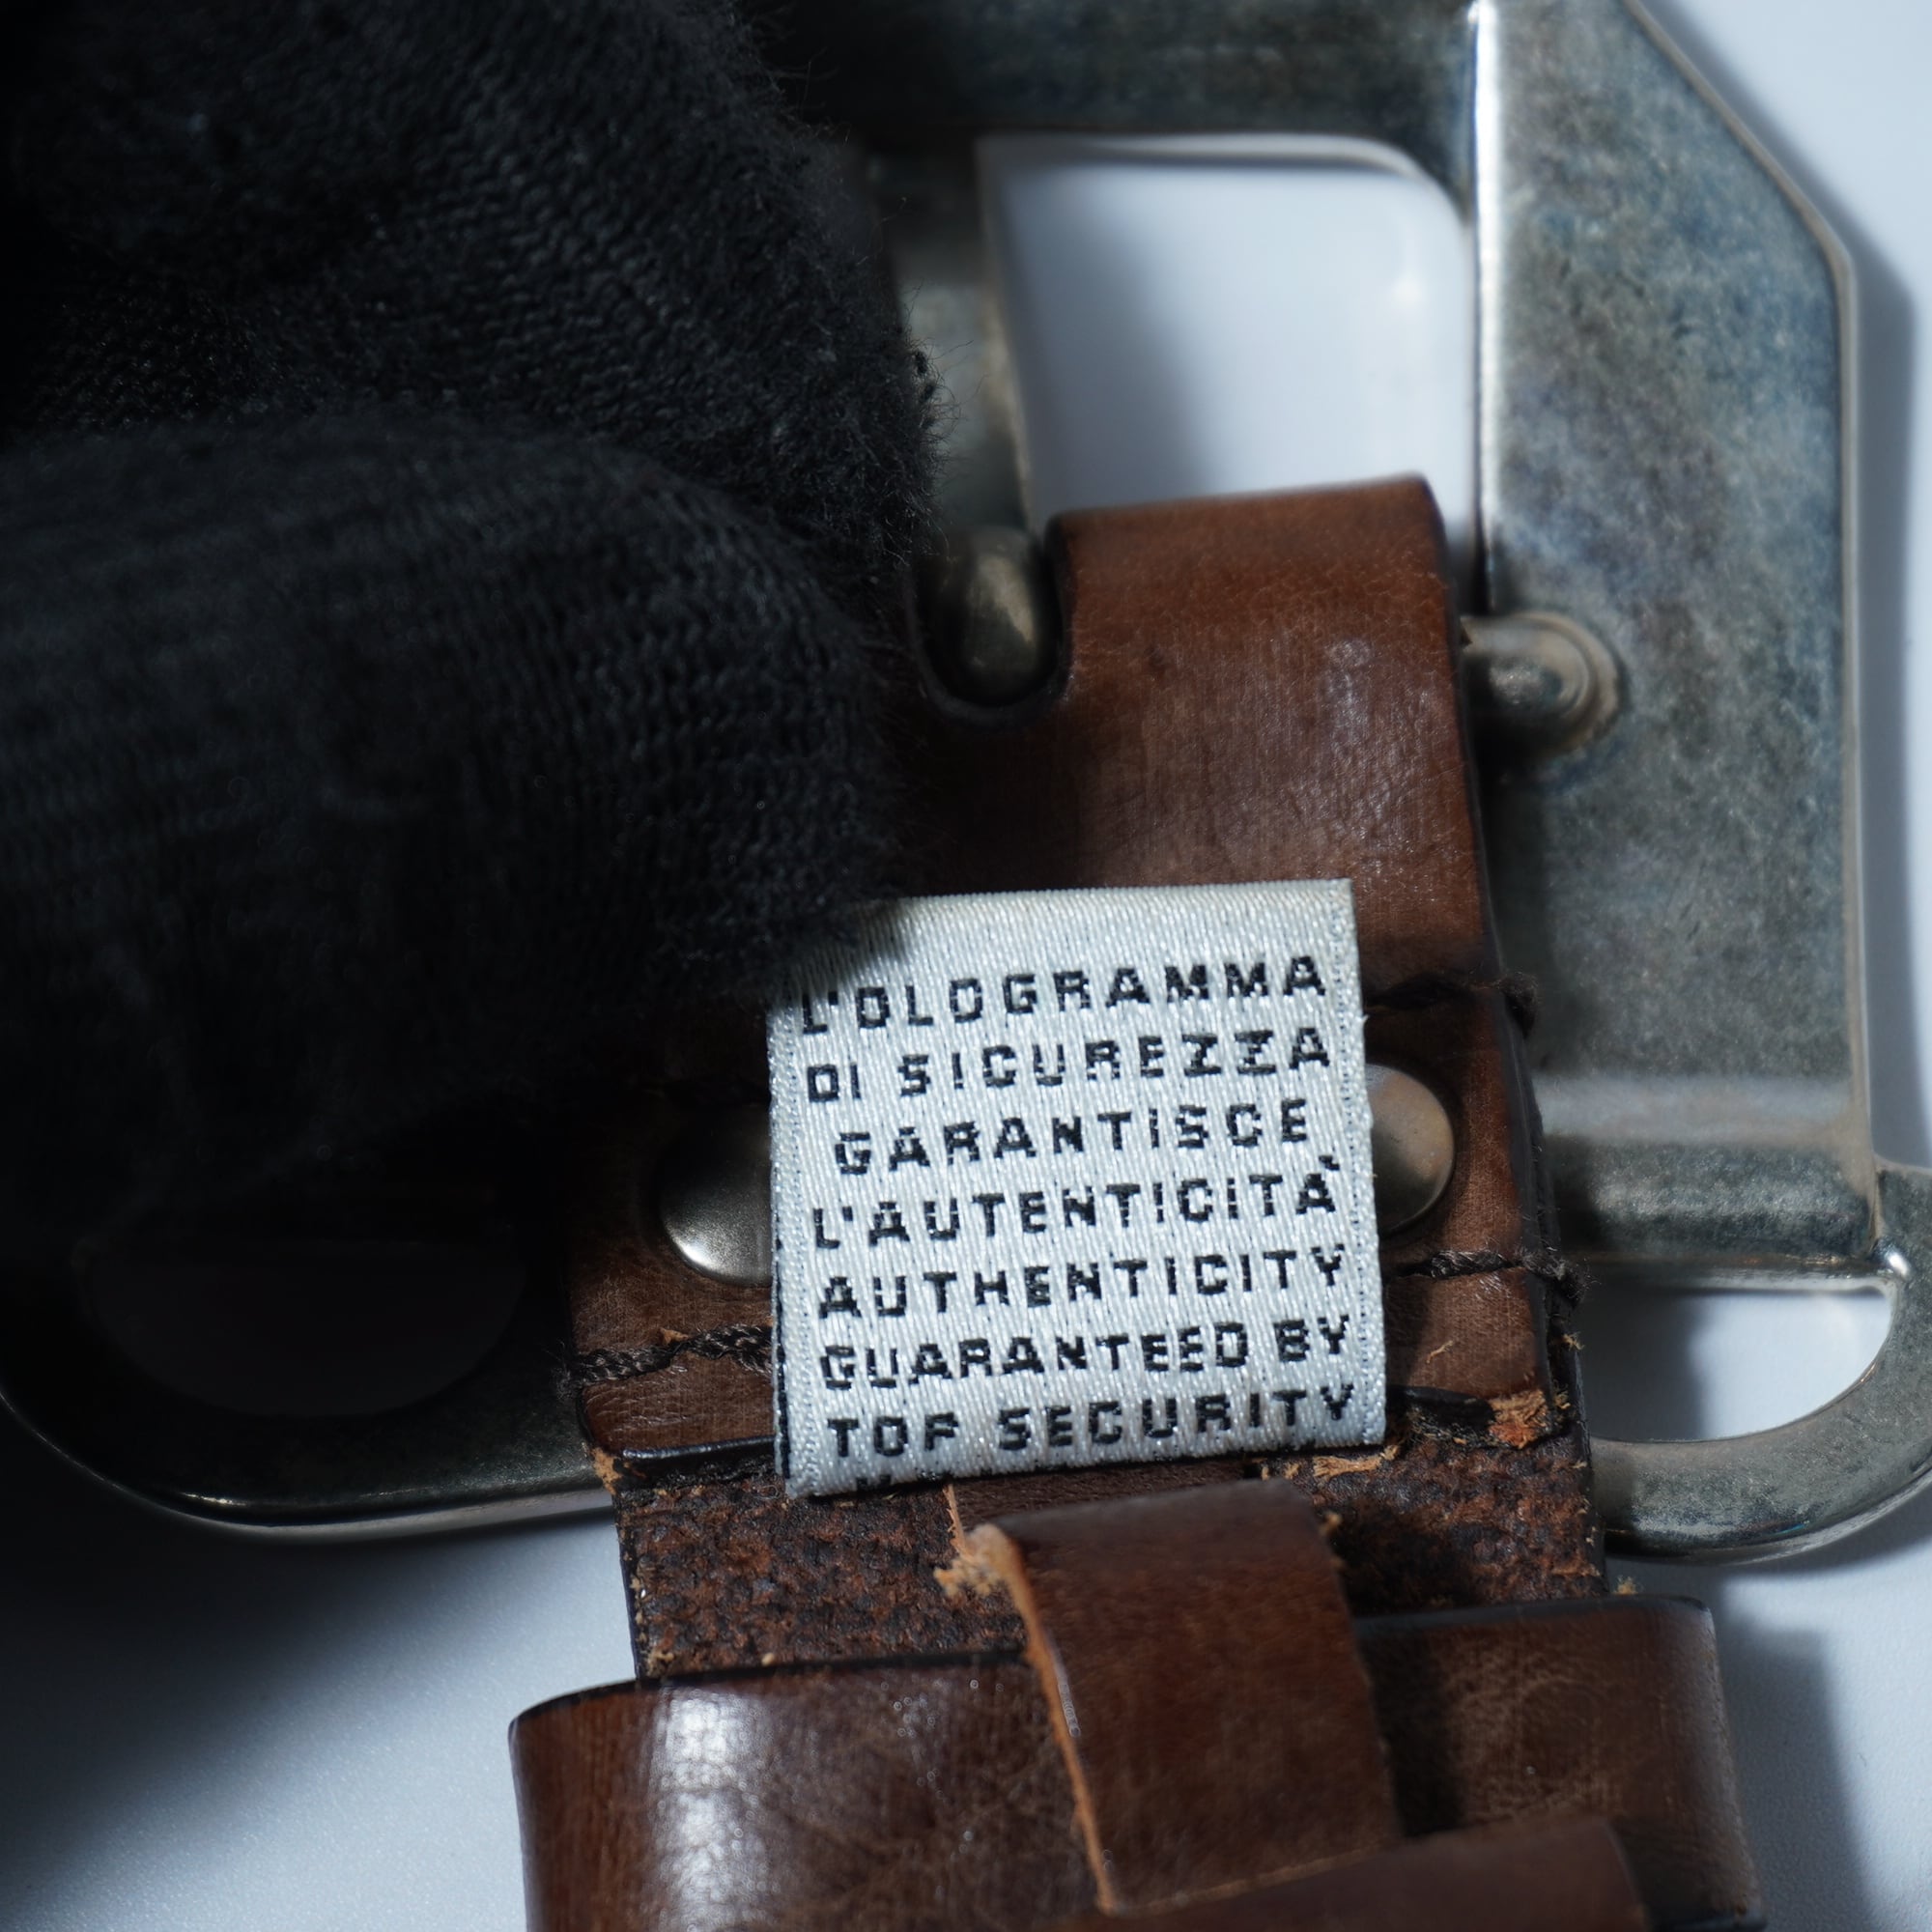 L'OLOGRAMMA
DI SICUREZZA
GARANTISCE
L'AUTENTICITÀ
AUTHENTICITY
GUARANTEED BY
TOP SECURITY